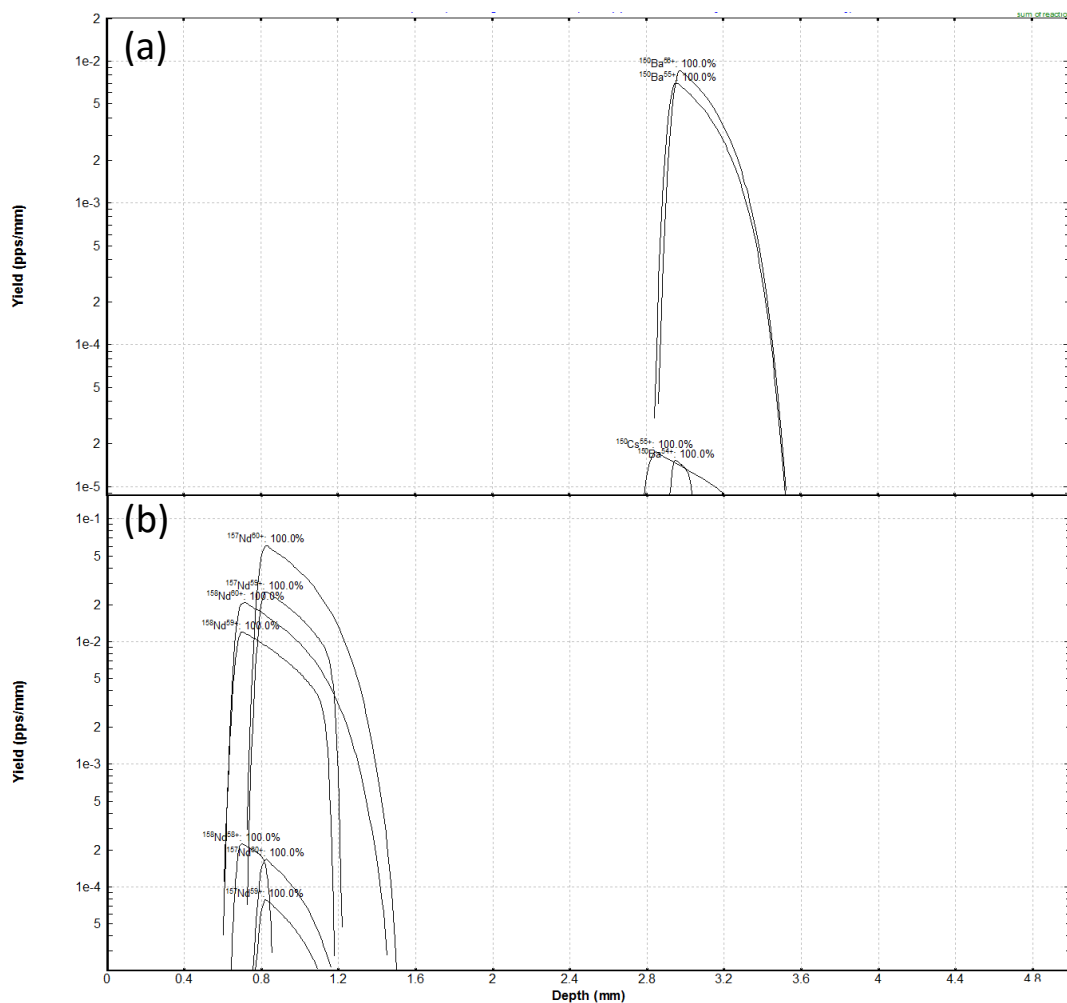 sum of reactio
(a)
2
1e-2
5
2
1e-3
5
2
1e-4
5
2
1e-5
Yield (pps/mm)
150Ba56+: 100.0%
150Ba55+: 100.0%
150Cs55+: 100.0%
150Ba54+: 100.0%
(b)
1e-1
5
2
1e-2
5
2
1e-3
5
2
1e-4
5
Yield (pps/mm)
157Nd60+: 100.0%
157Nd59+: 100.0%
158Nd60+: 100.0%
158Nd59+: 100.0%
158Nd58+: 100.0%
157Nd60+: 100.0%
157Nd59+: 100.0%
0 0.4 0.8 1.2 1.6 2 2.4 2.8 3.2 3.6 4 4.4 4.8
Depth (mm)